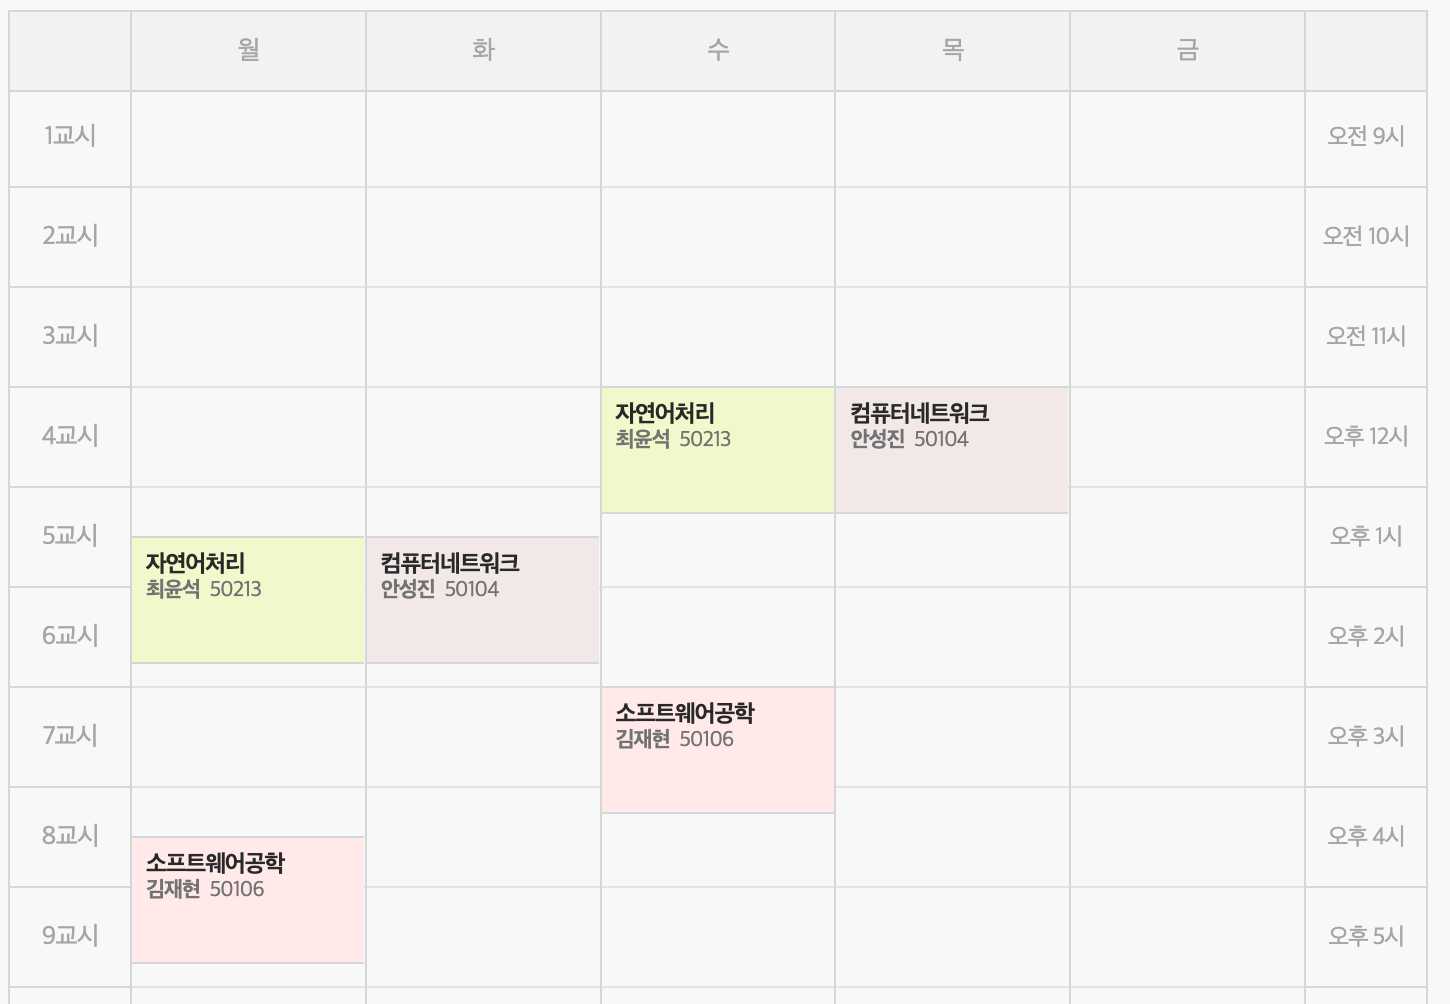 월 화 수 목 금
1교시 오전 9시
2교시 오전 10시
3교시 오전 11시
4교시 오후 12시
자연어처리 컴퓨터네트워크
최윤석 50213 안성진 50104
5교시 오후 1시
자연어처리 컴퓨터네트워크
최윤석 50213 안성진 50104
6교시 오후 2시
7교시 오후 3시
소프트웨어공학
김재현 50106
8교시 오후 4시
소프트웨어공학
김재현 50106
9교시 오후 5시